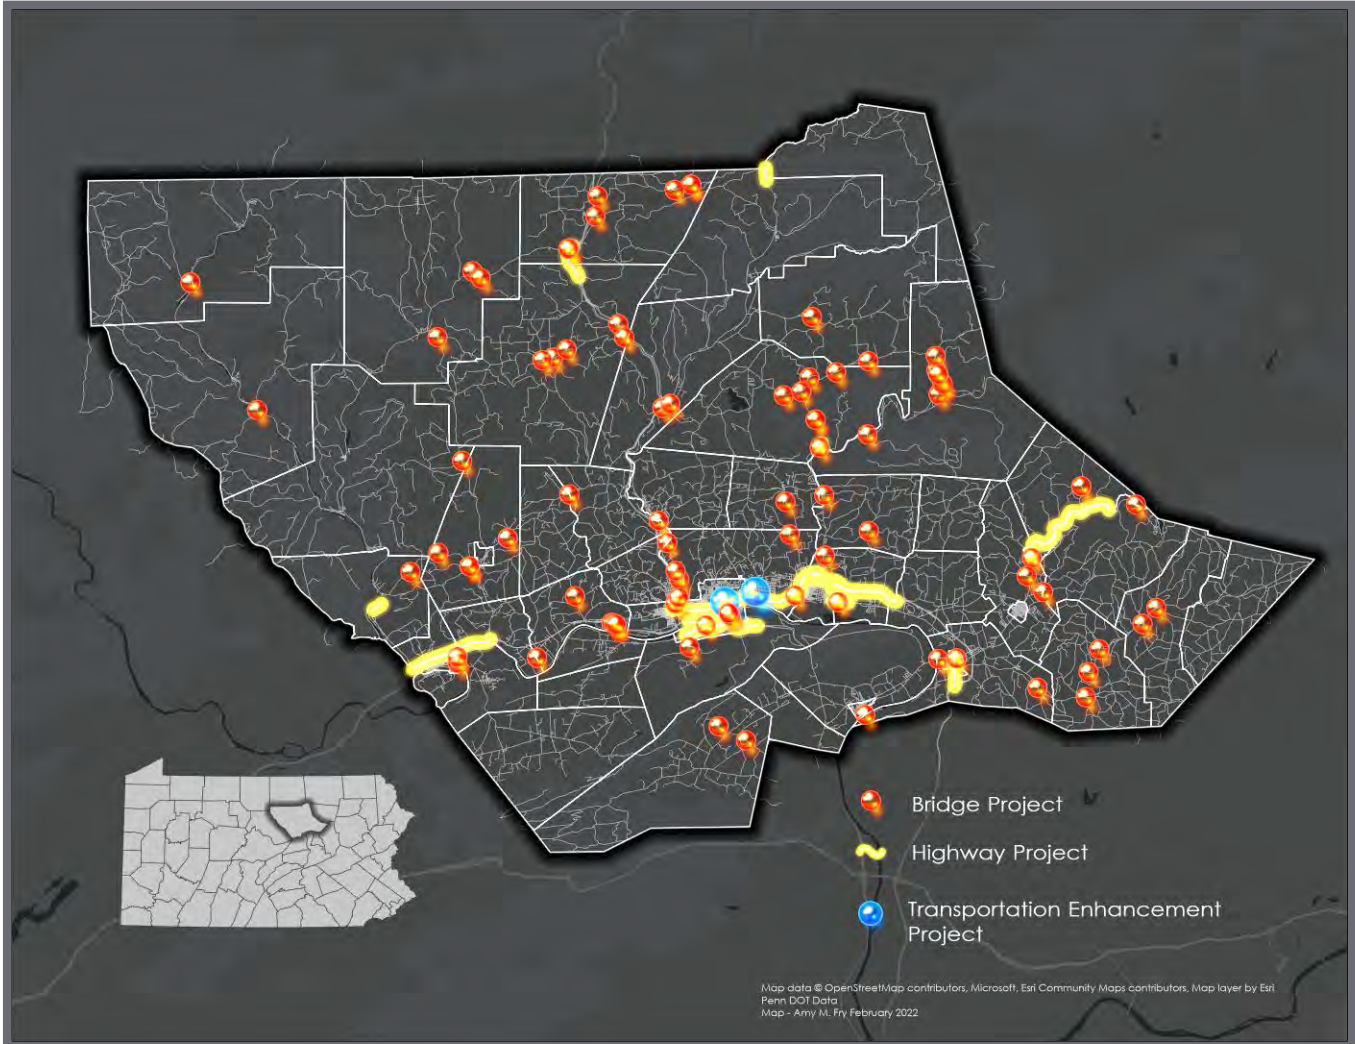 Bridge Project
Highway Project
Transportation Enhancement
Project
Map data © OpenStreetMap contributors, Microsoft, Esri Community Maps contributors, Map layer by Esri
Penn DOT Data
Map - Amy M. Fry February 2022